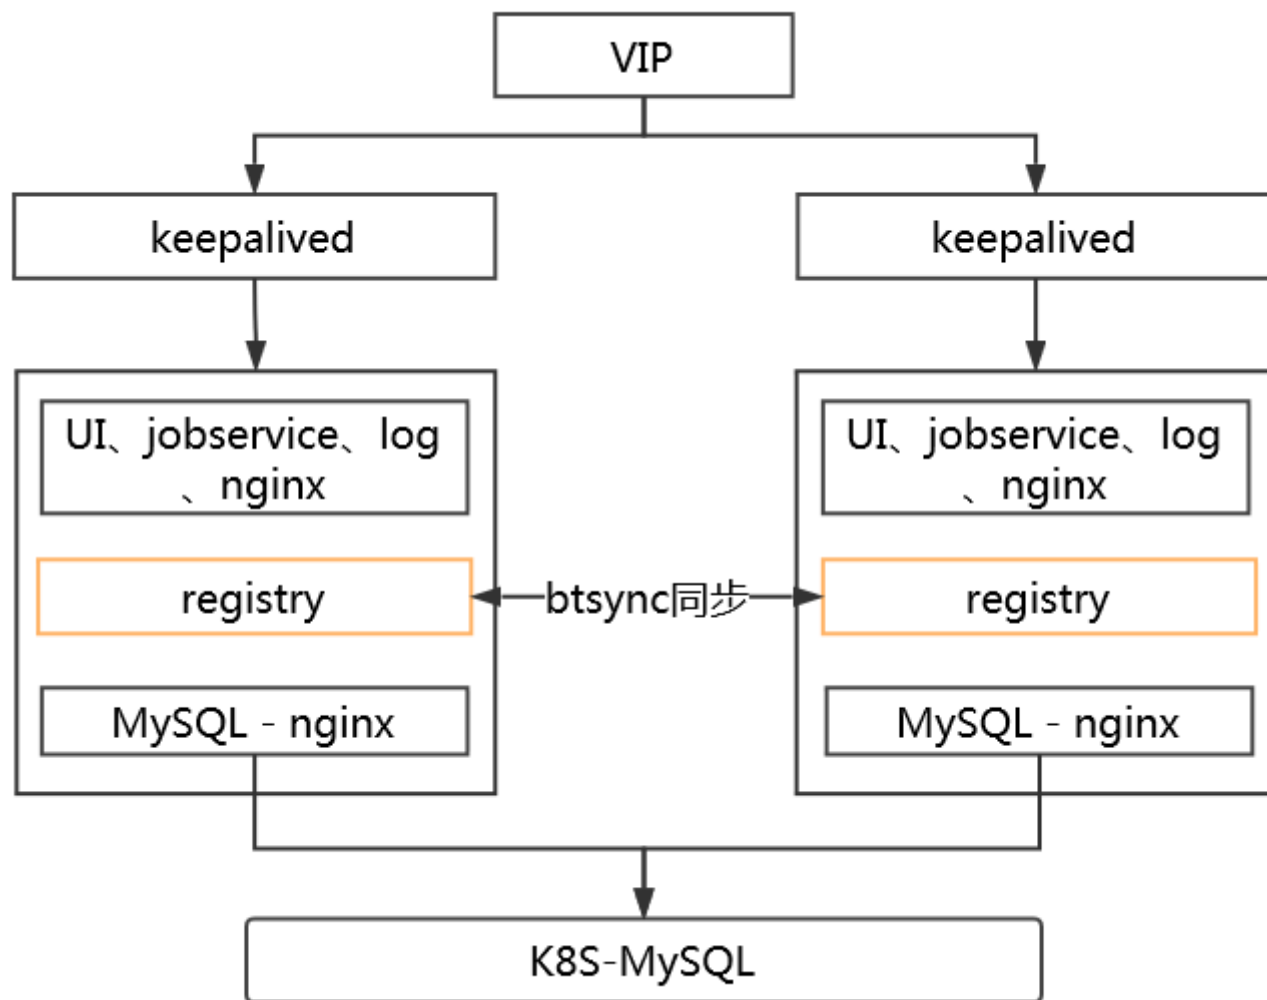 VIP
keepalived
keepalived
UI、jobservice、log
、nginx
UI、jobservice、log
、nginx
registry
btsync同步
registry
MySQL - nginx
MySQL - nginx
K8S-MySQL